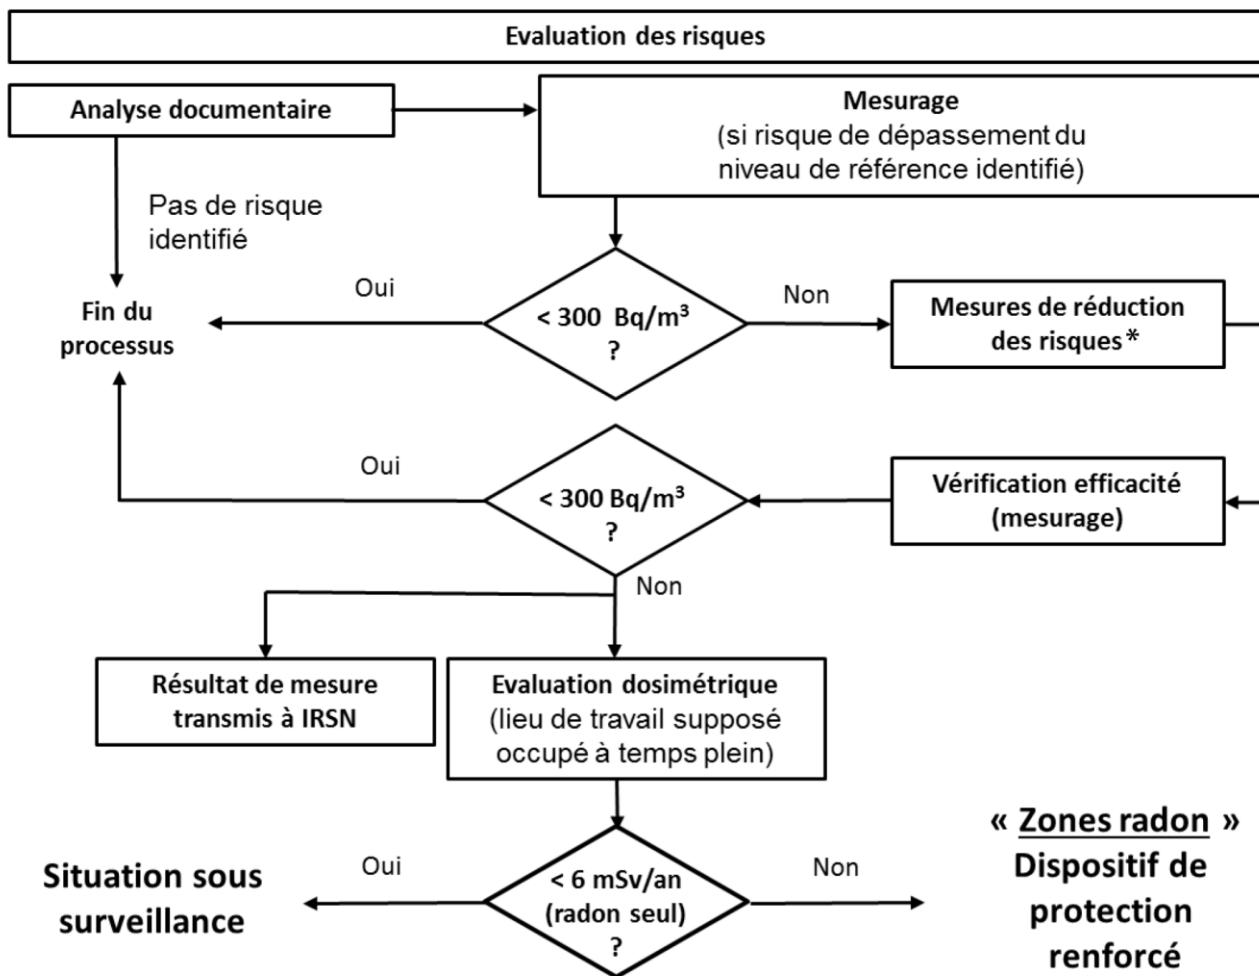 Evaluation des risques
Analyse documentaire
Mesurage
(si risque de dépassement du
niveau de référence identifié)
Pas de risque
identifié
Oui
Non
< 300 Bq/m³
?
Fin du
processus
Mesures de réduction
des risques*
Oui
< 300 Bq/m³
?
Vérification efficacité
(mesurage)
Non
Résultat de mesure
transmis à IRSN
Evaluation dosimétrique
(lieu de travail supposé
occupé à temps plein)
Situation sous
surveillance
Oui
< 6 mSv/an
(radon seul)
?
Non
« Zones radon »
Dispositif de
protection
renforcé